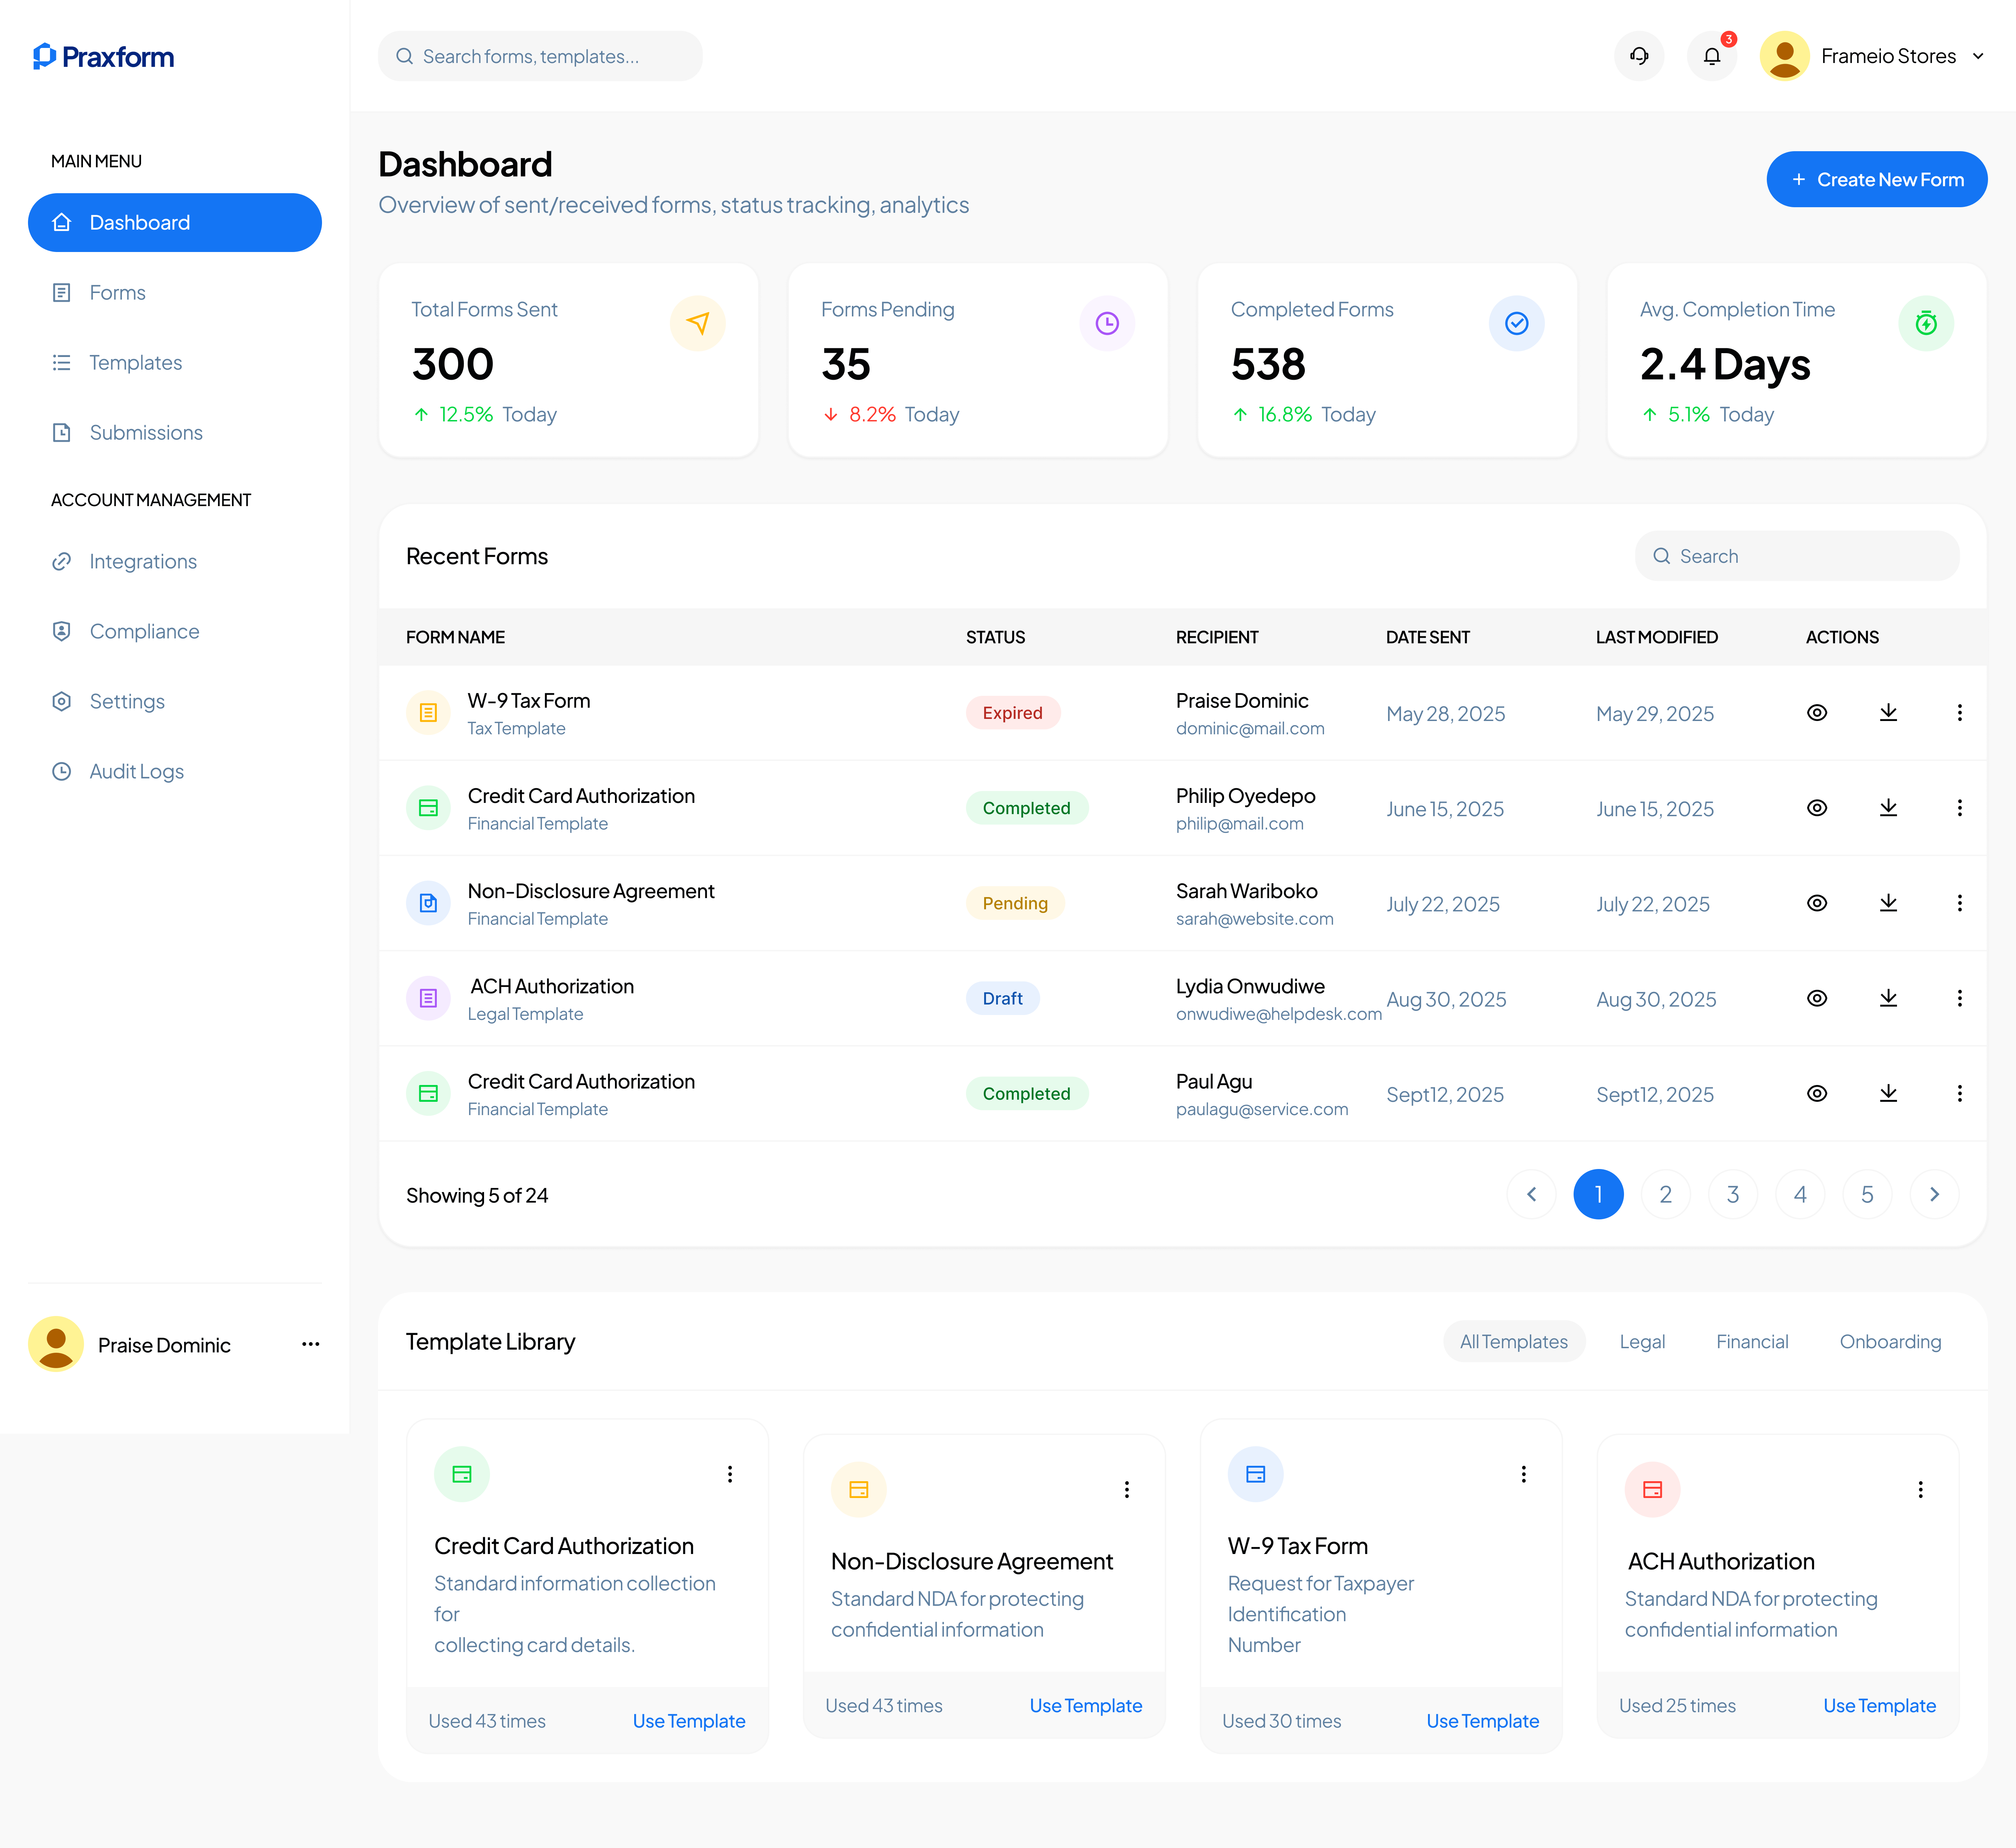 Praxform
Search forms, templates...
3
Frameio Stores
MAIN MENU
Dashboard
Forms
Templates
Submissions
ACCOUNT MANAGEMENT
Integrations
Compliance
Settings
Audit Logs
Praise Dominic
Dashboard
Overview of sent/received forms, status tracking, analytics
+ Create New Form
Total Forms Sent
300
12.5% Today
Forms Pending
35
8.2% Today
Completed Forms
538
16.8% Today
Avg. Completion Time
2.4 Days
5.1% Today
Recent Forms
Search
FORM NAME STATUS RECIPIENT DATE SENT LAST MODIFIED ACTIONS
W-9 Tax Form
Tax Template
Expired
Praise Dominic
dominic@mail.com
May 28, 2025
May 29, 2025
Credit Card Authorization
Financial Template
Completed
Philip Oyedepo
philip@mail.com
June 15, 2025
June 15, 2025
Non-Disclosure Agreement
Financial Template
Pending
Sarah Wariboko
sarah@website.com
July 22, 2025
July 22, 2025
ACH Authorization
Legal Template
Draft
Lydia Onwudiwe
onwudiwe@helpdesk.com
Aug 30, 2025
Aug 30, 2025
Credit Card Authorization
Financial Template
Completed
Paul Agu
paulagu@service.com
Sept12, 2025
Sept12, 2025
Showing 5 of 24
1 2 3 4 5
Template Library
All Templates Legal Financial Onboarding
Credit Card Authorization
Standard information collection
for
collecting card details.
Used 43 times Use Template
Non-Disclosure Agreement
Standard NDA for protecting
confidential information
Used 43 times Use Template
W-9 Tax Form
Request for Taxpayer
Identification
Number
Used 30 times Use Template
ACH Authorization
Standard NDA for protecting
confidential information
Used 25 times Use Template